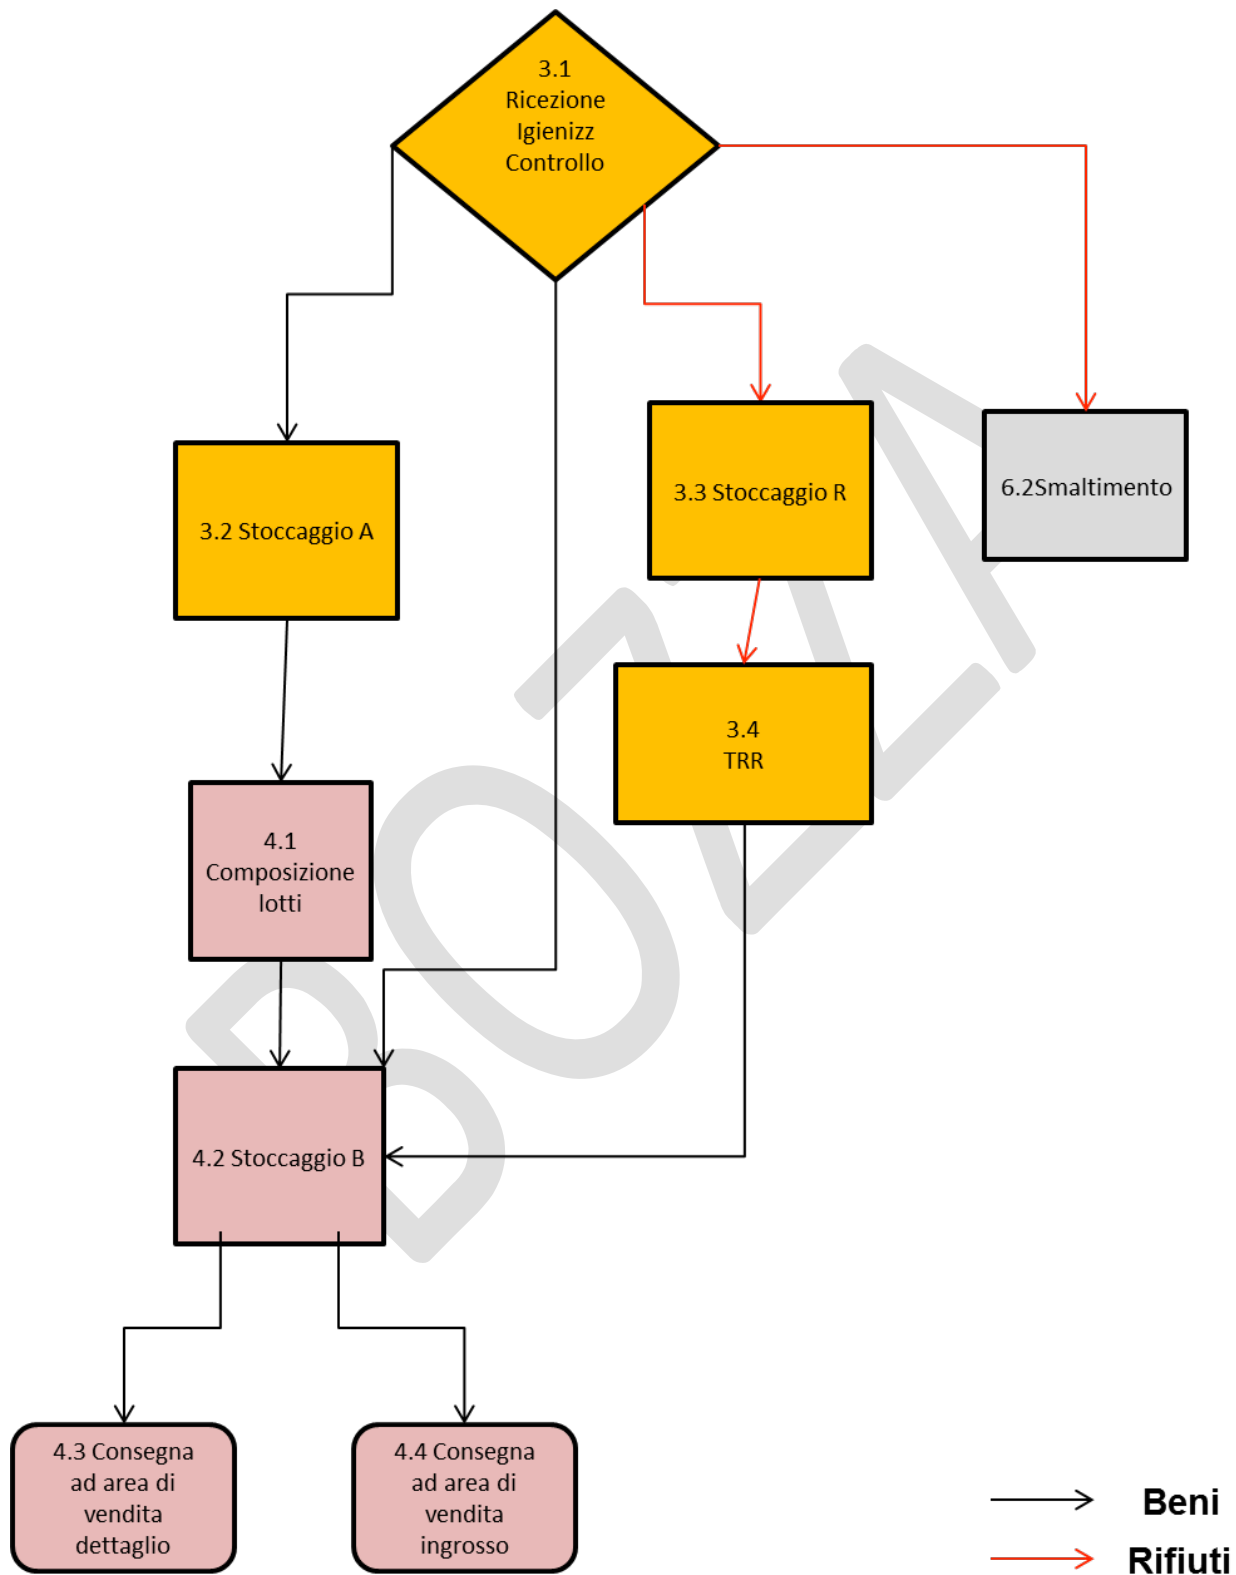 3.1
Ricezione
Igienizz
Controllo
3.2 Stoccaggio A
3.3 Stoccaggio R
6.2Smaltimento
3.4
TRR
4.1
Composizione
lotti
4.2 Stoccaggio B
4.3 Consegna
ad area di
vendita
dettaglio
4.4 Consegna
ad area di
vendita
ingrosso
Beni
Rifiuti
BOZZA